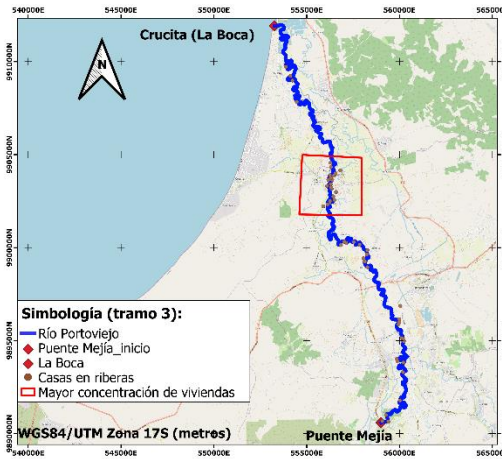 540000E 545000E 550000E 555000E 560000E 565000E
Crucita (La Boca)
N
9910000N
9905000N
9900000N
9895000N
9890000N
Simbología (tramo 3):
Río Portoviejo
Puente Mejía_inicio
La Boca
Casas en riberas
Mayor concentración de viviendas
WGS84/UTM Zona 17S (metros)
Puente Mejía
540000E 545000E 550000E 555000E 560000E 565000E